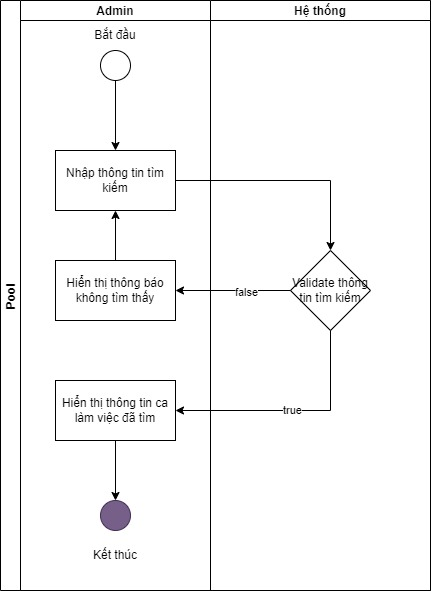 Admin
Hệ thống
Bắt đầu
Nhập thông tin tìm
kiếm
Hiển thị thông báo
không tìm thấy
false
Validate thông
tin tìm kiếm
Pool
Hiển thị thông tin ca
làm việc đã tìm
true
Kết thúc